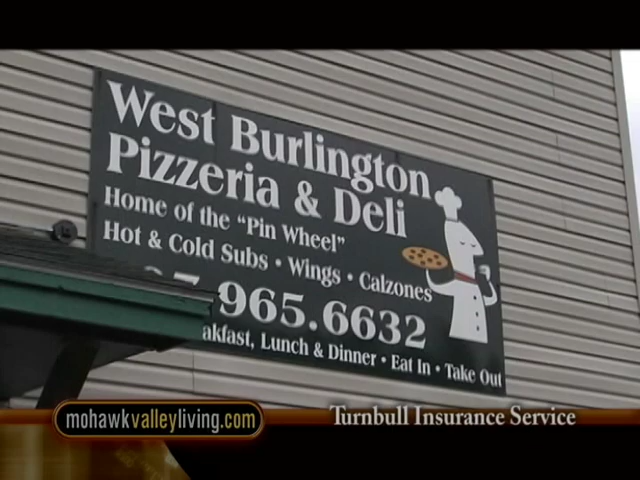 West Burlington
Pizzeria & Deli
Home of the "Pin Wheel"
Hot & Cold Subs • Wings • Calzones
965.6632
Lunch & Dinner • Eat In • Take Out
mohawkvalleyliving.com
Turnbull Insurance Service